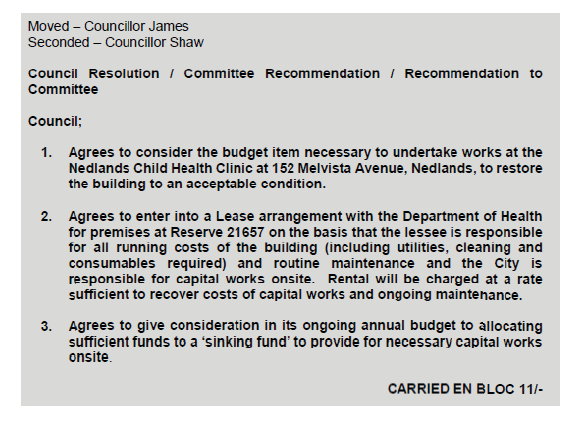 Moved – Councillor James
Seconded – Councillor Shaw
Council Resolution / Committee Recommendation / Recommendation to
Committee
Council;
1. Agrees to consider the budget item necessary to undertake works at the
Nedlands Child Health Clinic at 152 Melvista Avenue, Nedlands, to restore
the building to an acceptable condition.
2. Agrees to enter into a Lease arrangement with the Department of Health
for premises at Reserve 21657 on the basis that the lessee is responsible
for all running costs of the building (including utilities, cleaning and
consumables required) and routine maintenance and the City is
responsible for capital works onsite. Rental will be charged at a rate
sufficient to recover costs of capital works and ongoing maintenance.
3. Agrees to give consideration in its ongoing annual budget to allocating
sufficient funds to a ‘sinking fund’ to provide for necessary capital works
onsite.
CARRIED EN BLOC 11/-